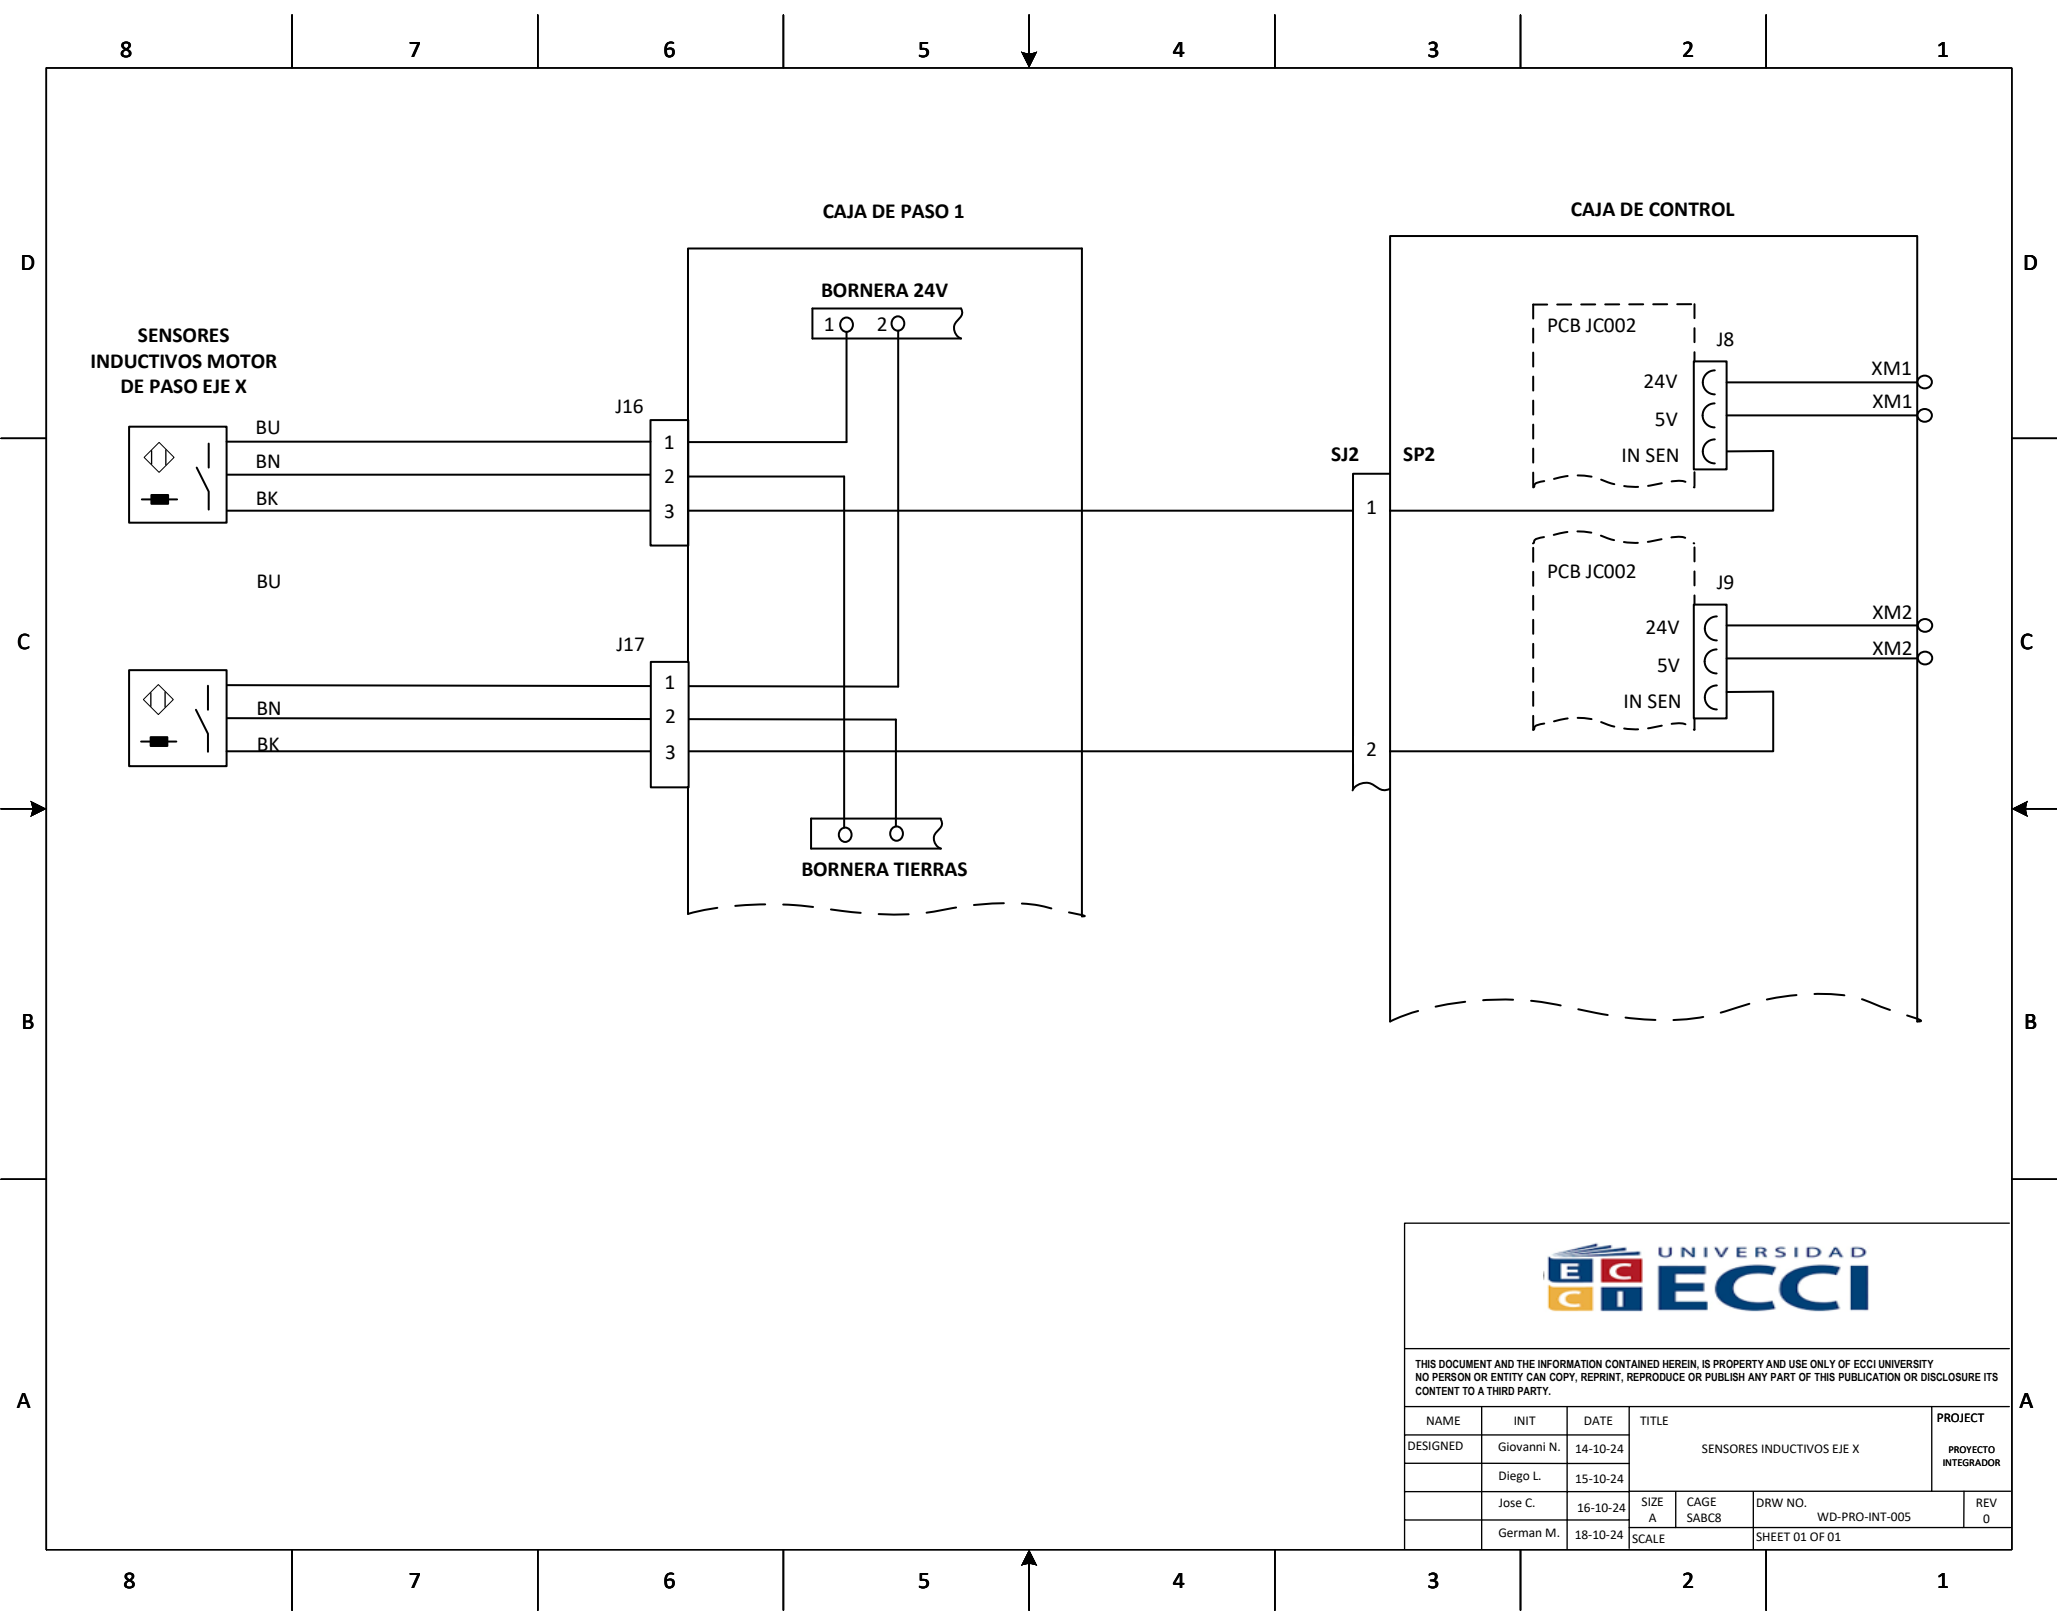 8 7 6 5 4 3 2 1
CAJA DE PASO 1
CAJA DE CONTROL
D
D
BORNERA 24V
1 2
SENSORES
INDUCTIVOS MOTOR
DE PASO EJE X
PCB JC002
J8
24V
XM1
5V
XM1
IN SEN
J16
BU
1
BN
2
BK
3
SJ2
SP2
1
BU
PCB JC002
J9
24V
XM2
5V
XM2
IN SEN
C
C
J17
1
BN
2
BK
3
2
BORNERA TIERRAS
B
B
UNIVERSIDAD
E C
C I
ECCI
THIS DOCUMENT AND THE INFORMATION CONTAINED HEREIN, IS PROPERTY AND USE ONLY OF ECCI UNIVERSITY
NO PERSON OR ENTITY CAN COPY, REPRINT, REPRODUCE OR PUBLISH ANY PART OF THIS PUBLICATION OR DISCLOSURE ITS
CONTENT TO A THIRD PARTY.
A
A
NAME INIT DATE TITLE PROJECT
DESIGNED Giovanni N. 14-10-24 SENSORES INDUCTIVOS EJE X PROYECTO
INTEGRADOR
Diego L. 15-10-24
Jose C. 16-10-24 SIZE CAGE DRW NO. REV
A SABC8 WD-PRO-INT-005 0
German M. 18-10-24 SCALE SHEET 01 OF 01
8 7 6 5 4 3 2 1